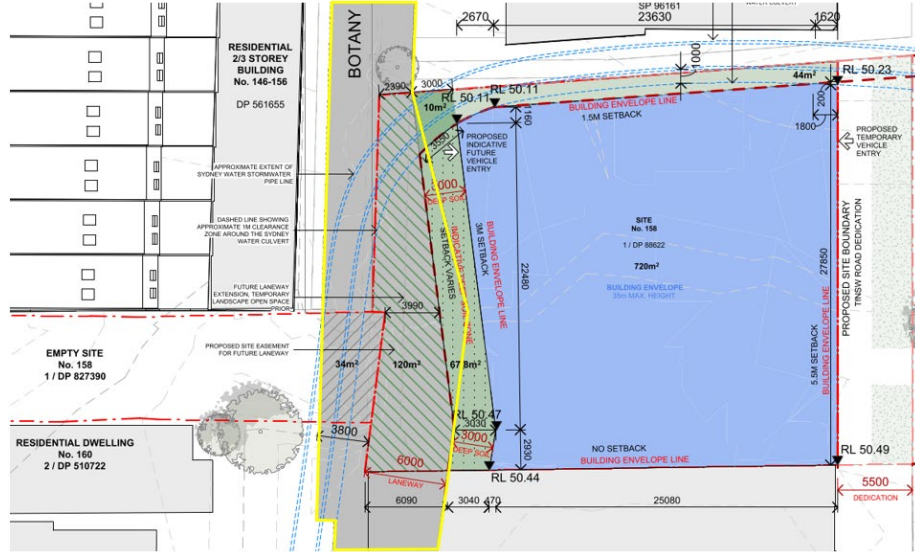 2670
SP 96161
23630
WATER CULVERT
1620
RESIDENTIAL
2/3 STOREY
BUILDING
No. 146-156
DP 561655
BOTANY
2390
3000
1000
44m²
RL 50.23
10m²
RL 50.11
RL 50.11
1160
BUILDING ENVELOPE LINE
1.5M SETBACK
200
1800
PROPOSED
TEMPORARY
VEHICLE
ENTRY
3550
PROPOSED
INDICATIVE
FUTURE
VEHICLE
ENTRY
APPROXIMATE EXTENT OF
SYDNEY WATER STORMWATER
PIPE LINE
3000
DEEP SOIL
DASHED LINE SHOWING
APPROXIMATE 1M CLEARANCE
ZONE AROUND THE SYDNEY
WATER CULVERT
SETBACK VARIES
3M SETBACK
BUILDING ENVELOPE LINE
SITE
No. 158
1 / DP 88622
720m²
BUILDING ENVELOPE
35m MAX. HEIGHT
22480
27850
5.5M SETBACK
BUILDING ENVELOPE LINE
PROPOSED SITE BOUNDARY
TINSW ROAD DEDICATION
FUTURE LANEWAY
EXTENSION, TEMPORARY
LANDSCAPE OPEN SPACE
PRIOR
3990
PROPOSED SITE EASEMENT
FOR FUTURE LANEWAY
EMPTY SITE
No. 158
1 / DP 827390
34m²
120m²
RL 50.47
3030
3000
DEEP SOIL
2930
3800
RESIDENTIAL DWELLING
No. 160
2 / DP 510722
NO SETBACK
BUILDING ENVELOPE LINE
RL 50.49
6000
LANEWAY
RL 50.44
5500
DEDICATION
6090
3040
470
25080